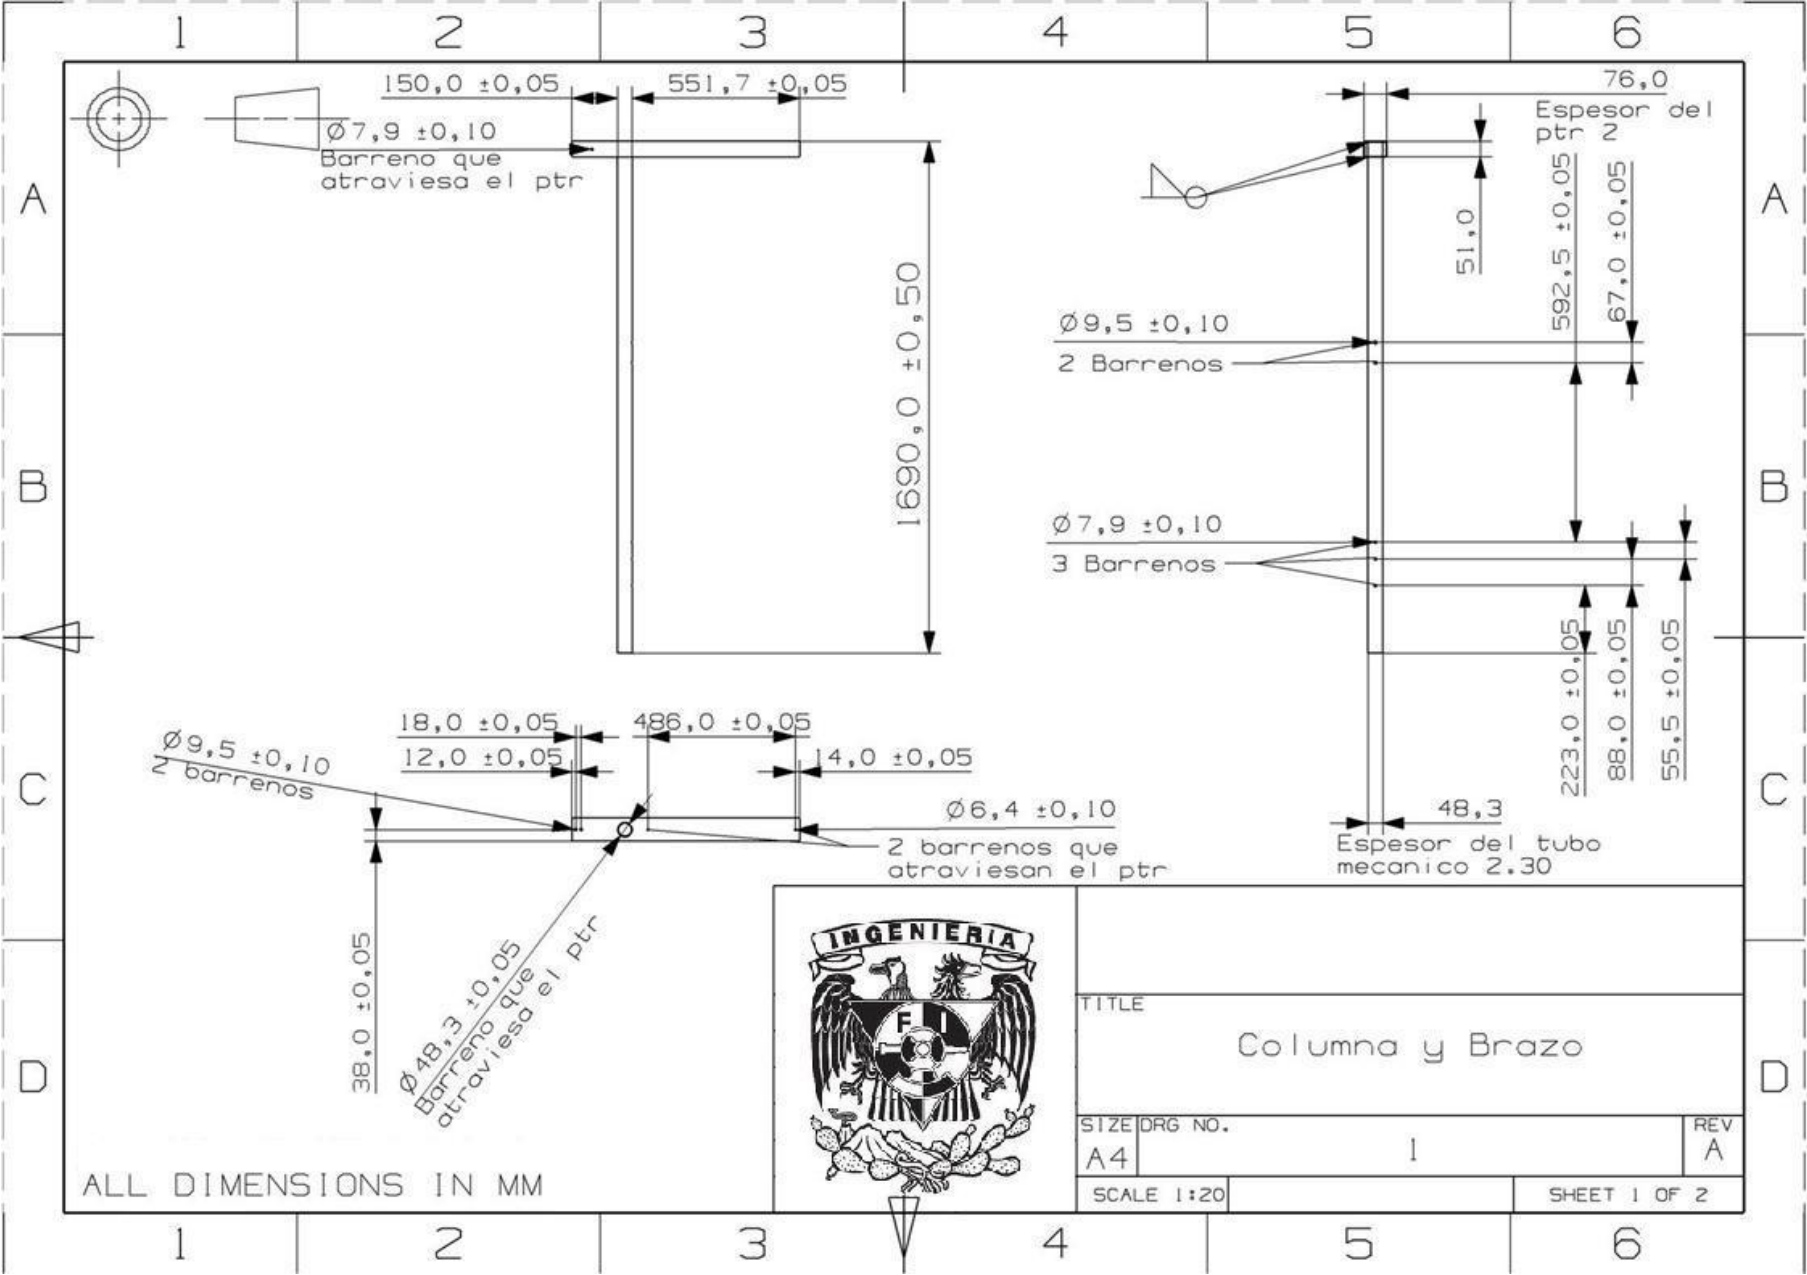 1 2 3 4 5 6
150,0 ±0,05
551,7 ±0,05
76,0
Espesor del
ptr 2
Ø7,9 ±0,10
Barreno que
atraviesa el ptr
A
A
592,5 ±0,05
67,0 ±0,05
51,0
1690,0 ±0,50
Ø9,5 ±0,10
2 Barrenos
B
B
Ø7,9 ±0,10
3 Barrenos
223,0 ±0,05
88,0 ±0,05
55,5 ±0,05
18,0 ±0,05
486,0 ±0,05
Ø9,5 ±0,10
2 barrenos
12,0 ±0,05
14,0 ±0,05
C
C
Ø6,4 ±0,10
2 barrenos que
atraviesan el ptr
48,3
Espesor del tubo
mecanico 2.30
38,0 ±0,05
Ø48,3 ±0,05
Barreno que
atraviesa el ptr
INGENIERIA
F I
TITLE
Columna y Brazo
D
D
SIZE DRG NO. REV
A4 1 A
ALL DIMENSIONS IN MM
SCALE 1:20
SHEET 1 OF 2
1 2 3 4 5 6